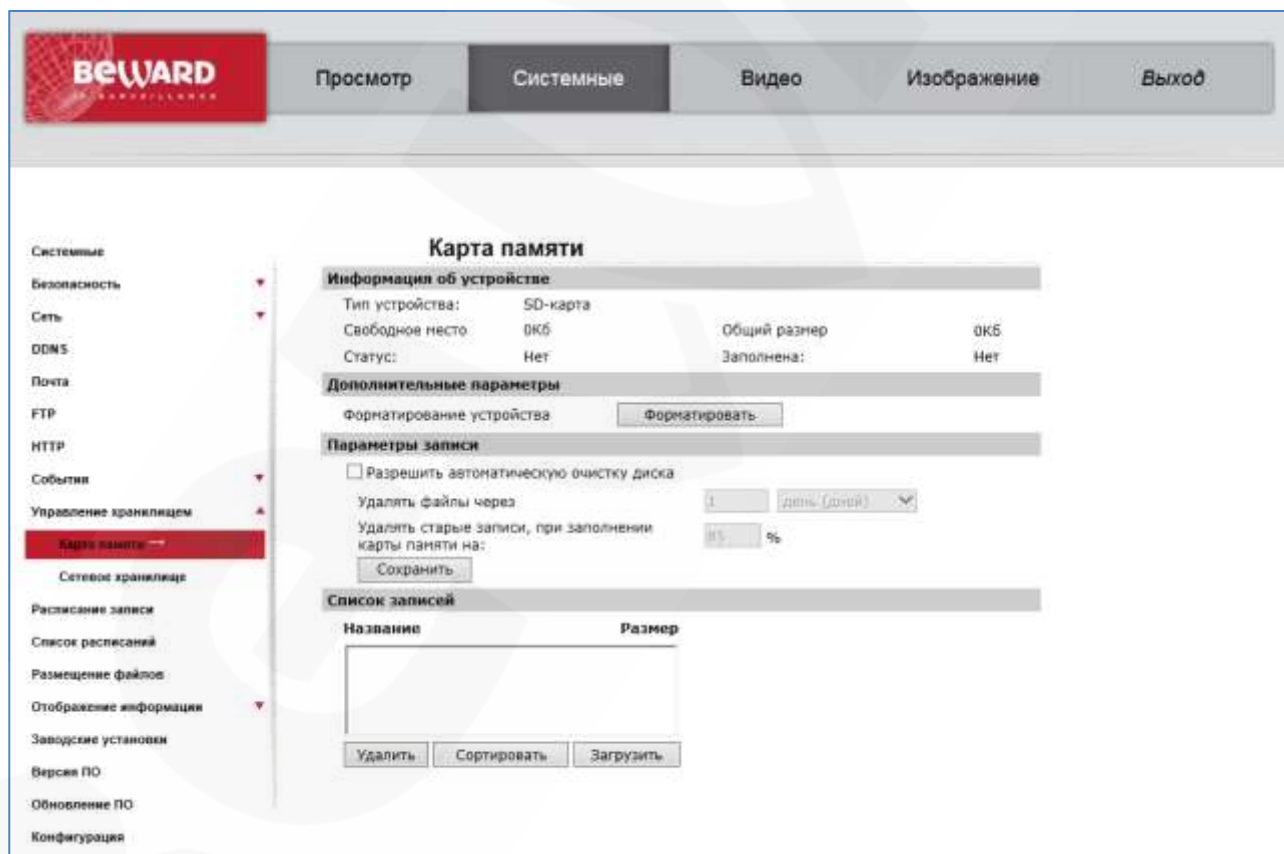 BEWARD
Просмотр Системные Видео Изображение Выход
Карта памяти
Системные
Безопасность
Сеть
DDNS
Почта
FTP
HTTP
События
Управление хранилищем
Карта памяти →
Сетевое хранилище
Расписание записи
Список расписаний
Размещение файлов
Отображение информации
Заводские установки
Версия ПО
Обновление ПО
Конфигурация
Информация об устройстве
Тип устройства: SD-карта
Свободное место 0Кб Общий размер 0Кб
Статус: Нет Заполнена: Нет
Дополнительные параметры
Форматирование устройства Форматировать
Параметры записи
Разрешить автоматическую очистку диска
Удалять файлы через 1 день (дней)
Удалять старые записи, при заполнении
карты памяти на: 85 %
Сохранить
Список записей
Название Размер
Удалить Сортировать Загрузить